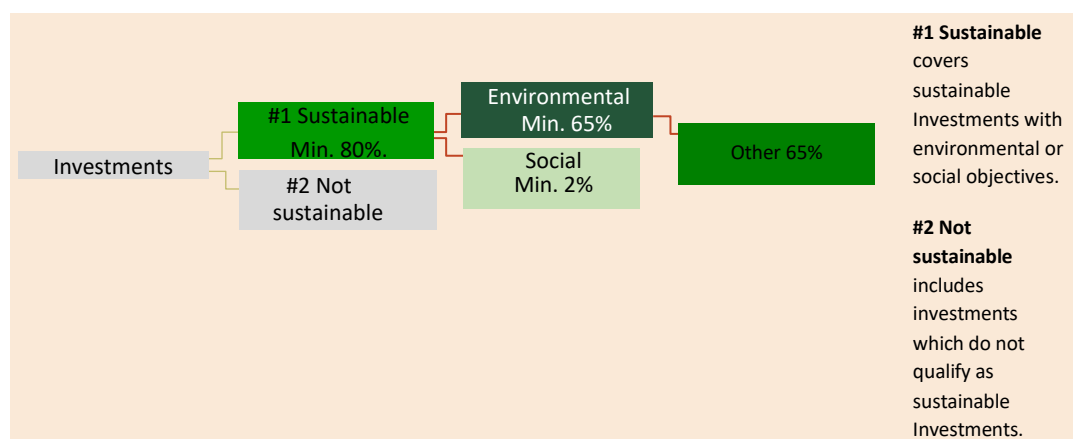 Investments
#1 Sustainable
Min. 80%.
#2 Not
sustainable
Environmental
Min. 65%
Social
Min. 2%
Other 65%
#1 Sustainable
covers
sustainable
Investments with
environmental or
social objectives.
#2 Not
sustainable
includes
investments
which do not
qualify as
sustainable
Investments.